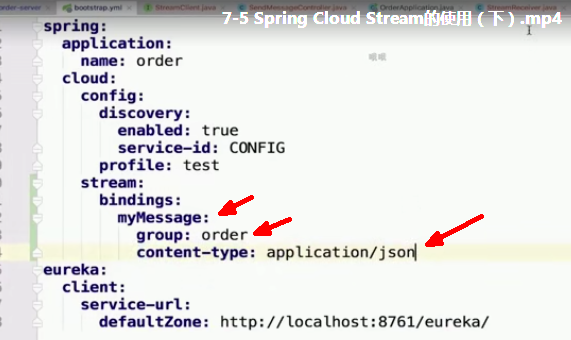 order-server
bootstrap.yml
StreamClient.java
SendMessageController.java
OrderApplication.java
StreamReceiver.java
7-5 Spring Cloud Stream的使用（下）.mp4
spring:
application:
name: order
哦哦
cloud:
config:
discovery:
enabled: true
service-id: CONFIG
profile: test
stream:
bindings:
myMessage:
group: order
content-type: application/json
eureka:
client:
service-url:
defaultZone: http://localhost:8761/eureka/